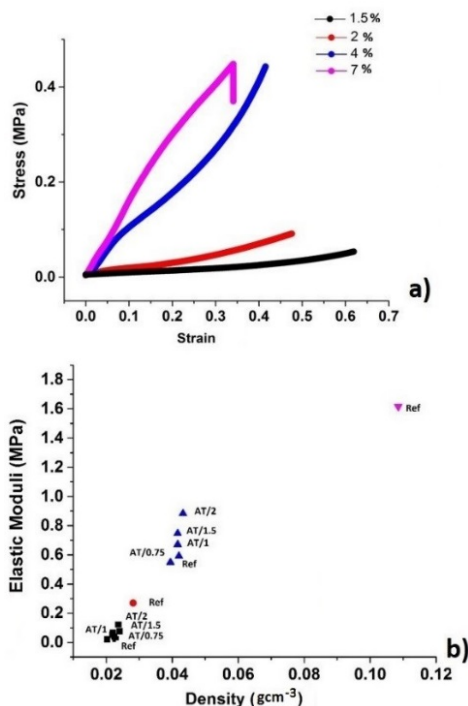 1.5%
2 %
4 %
7 %
0.4
0.2
0.0
Stress (MPa)
0.0 0.1 0.2 0.3 0.4 0.5 0.6 0.7
Strain
a)
1.8
1.6
1.4
1.2
1.0
0.8
0.6
0.4
0.2
0.0
Elastic Moduli (MPa)
Ref
AT/2
AT/1.5
AT/1
AT/0.75
Ref
Ref
AT/2
AT/1 AT/1.5
AT/0.75
Ref
b)
0.02 0.04 0.06 0.08 0.10 0.12
Density (gcm-3)